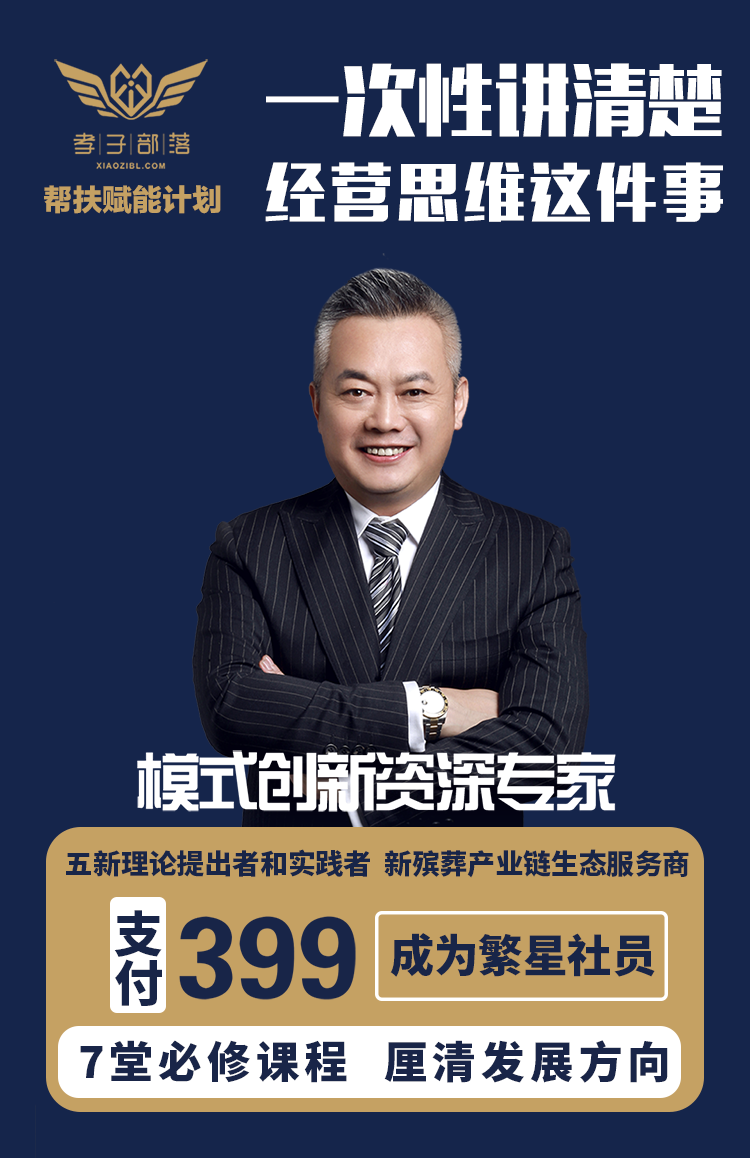 孝子部落
XIAOZIBL.COM
帮扶赋能计划
一次性讲清楚
经营思维这件事
模式创新资深专家
五新理论提出者和实践者 新殡葬产业链生态服务商
支付
399
成为繁星社员
7堂必修课程 厘清发展方向